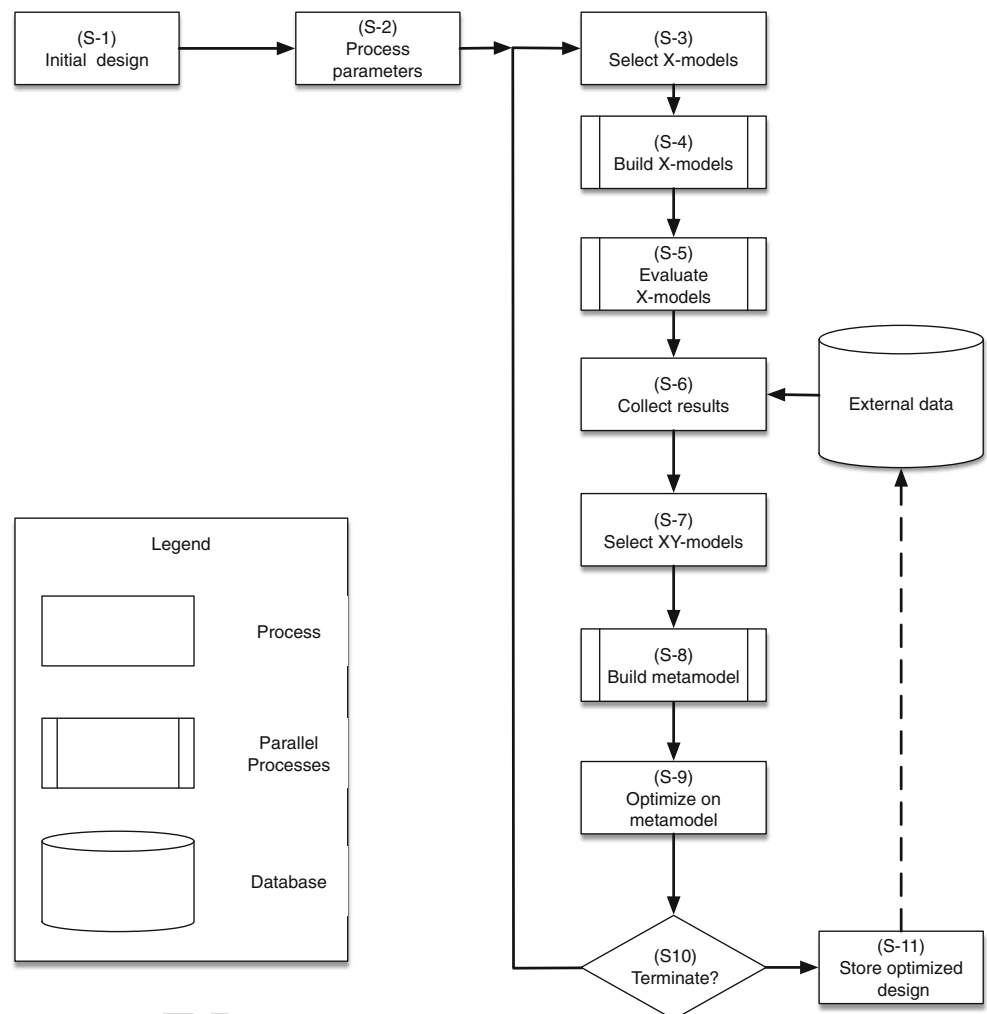 (S-1)
Initial design
(S-2)
Process
parameters
(S-3)
Select X-models
(S-4)
Build X-models
(S-5)
Evaluate
X-models
(S-6)
Collect results
External data
(S-7)
Select XY-models
(S-8)
Build metamodel
(S-9)
Optimize on
metamodel
(S10)
Terminate?
(S-11)
Store optimized
design
Legend
Process
Parallel
Processes
Database